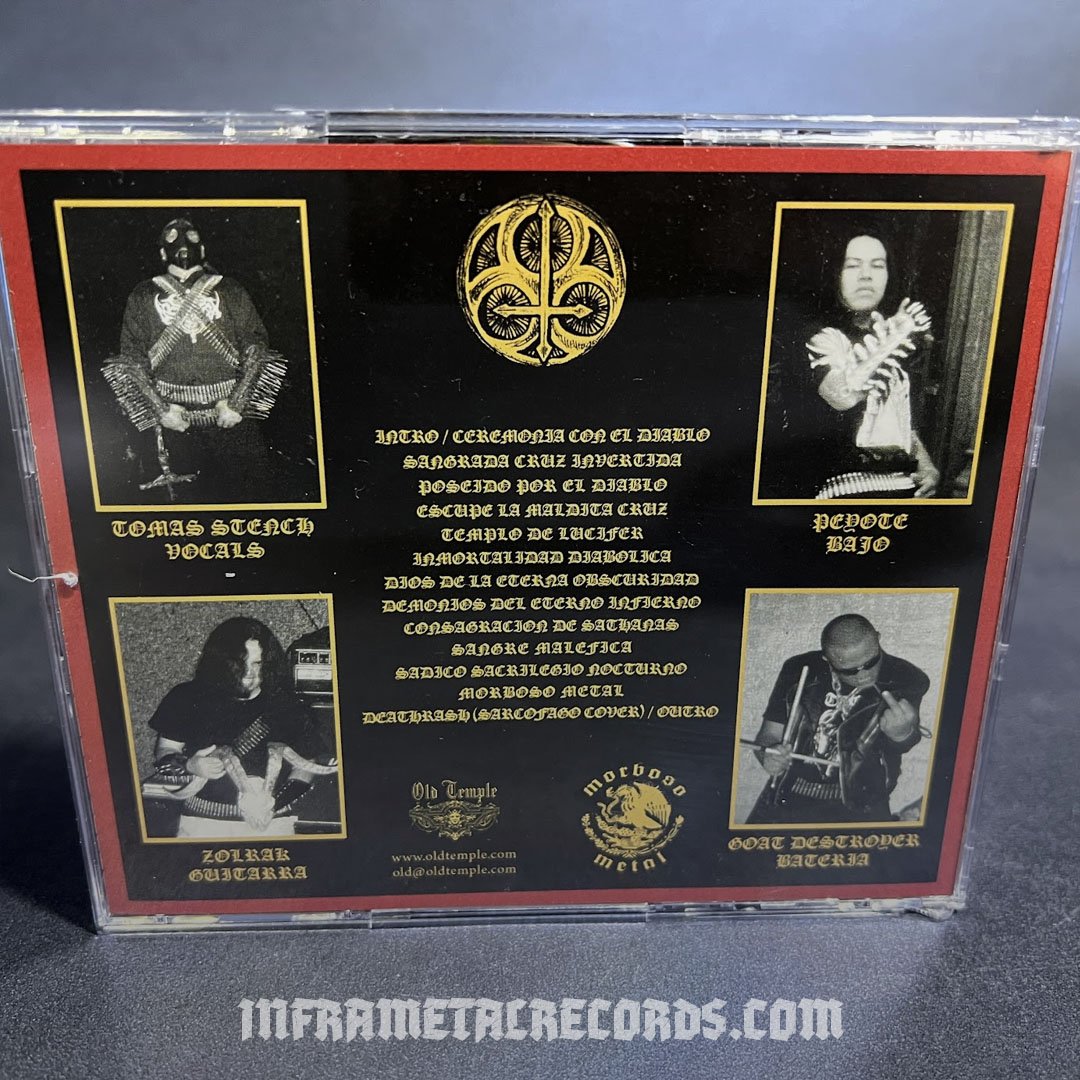 TOMAS STENCH
VOCALS
PEYOTE
BAJO
INTRO / CEREMONIA CON EL DIABLO
SANGRADA CRUZ INVERTIDA
POSEIDO POR EL DIABLO
ESCUPE LA MALDITA CRUZ
TEMPLO DE LUCIFER
INMORTALIDAD DIABOLICA
DIOS DE LA ETERNA OBSCURIDAD
DEMONIOS DEL ETERNO INFIERNO
CONSAGRACION DE SATHANAS
SANGRE MALEFICA
SADICO SACRILEGIO NOCTURNO
MORBOSO METAL
DEATHRASH (SARCOFAGO COVER) / OUTRO
ZOLRAK
GUITARRA
Old Temple
www.oldtemple.com
old@oldtemple.com
morboso
metal
GOAT DESTROYER
BATERIA
INFRAMETALRECORDS.COM